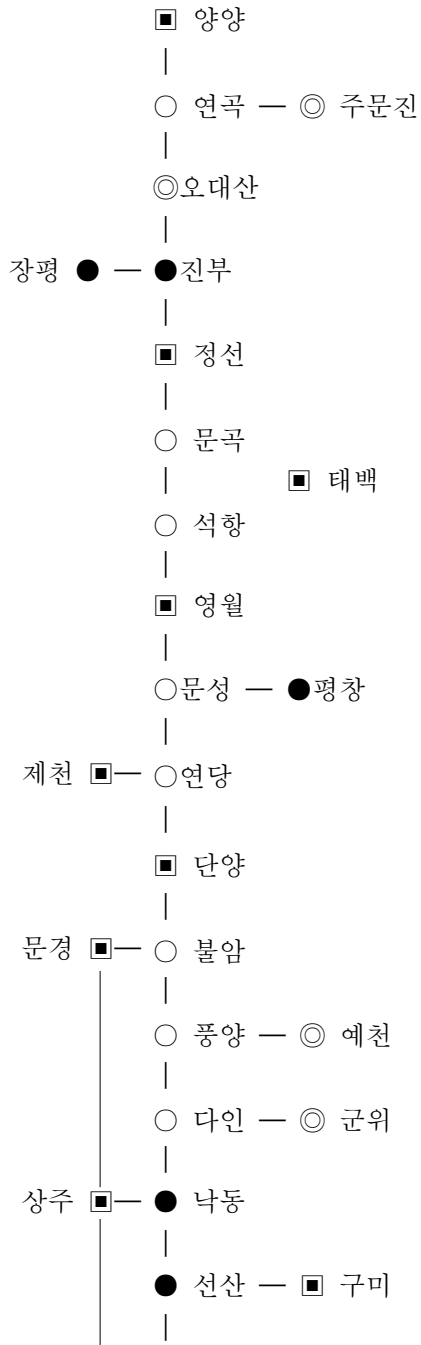 ▣ 양양
○ 연곡 — ◎ 주문진
◎오대산
장평 ● — ●진부
▣ 정선
○ 문곡
▣ 태백
○ 석항
▣ 영월
○문성 — ●평창
제천 ▣— ○연당
▣ 단양
문경 ▣— ○ 불암
○ 풍양 — ◎ 예천
○ 다인 — ◎ 군위
상주 ▣— ● 낙동
● 선산 — ▣ 구미